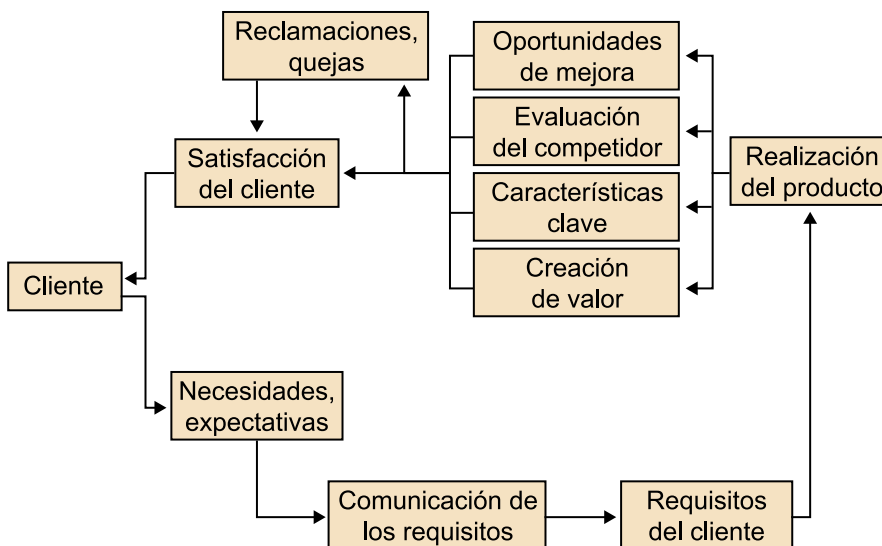 Reclamaciones,
quejas
Oportunidades
de mejora
Evaluación
del competidor
Satisfacción
del cliente
Realización
del producto
Características
clave
Creación
de valor
Cliente
Necesidades,
expectativas
Comunicación de
los requisitos
Requisitos
del cliente